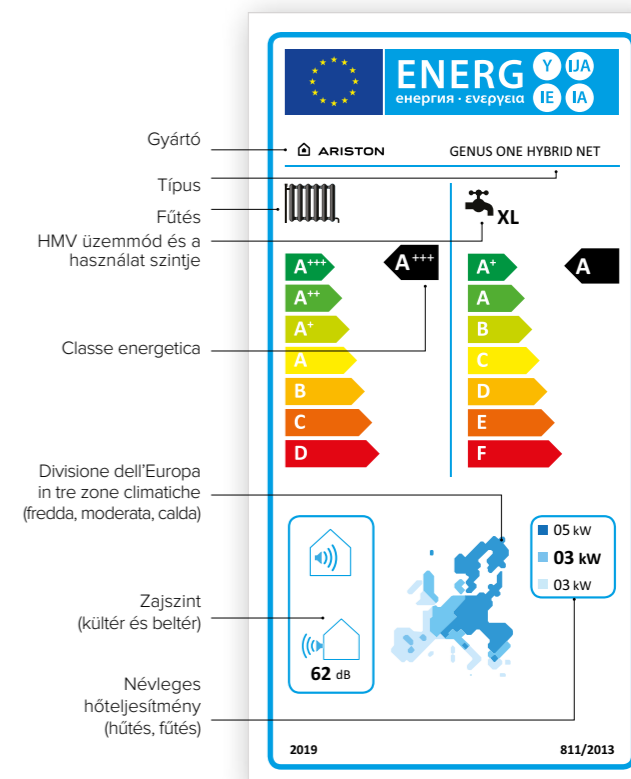 ENERG Y IJA
енергия · ενεργεια IE IA
Gyártó
ARISTON GENUS ONE HYBRID NET
Típus
Fűtés
HMV üzemmód és a
használat szintje
XL
A+++ A+++
A++
A+
A
B
C
D
A+ A
A
B
C
D
E
F
Classe energetica
Divisione dell'Europa
in tre zone climatiche
(fredda, moderata, calda)
05 kW
03 kW
03 kW
Zajszint
(kültér és beltér)
62 dB
Névleges
hőteljesítmény
(hűtés, fűtés)
2019 811/2013